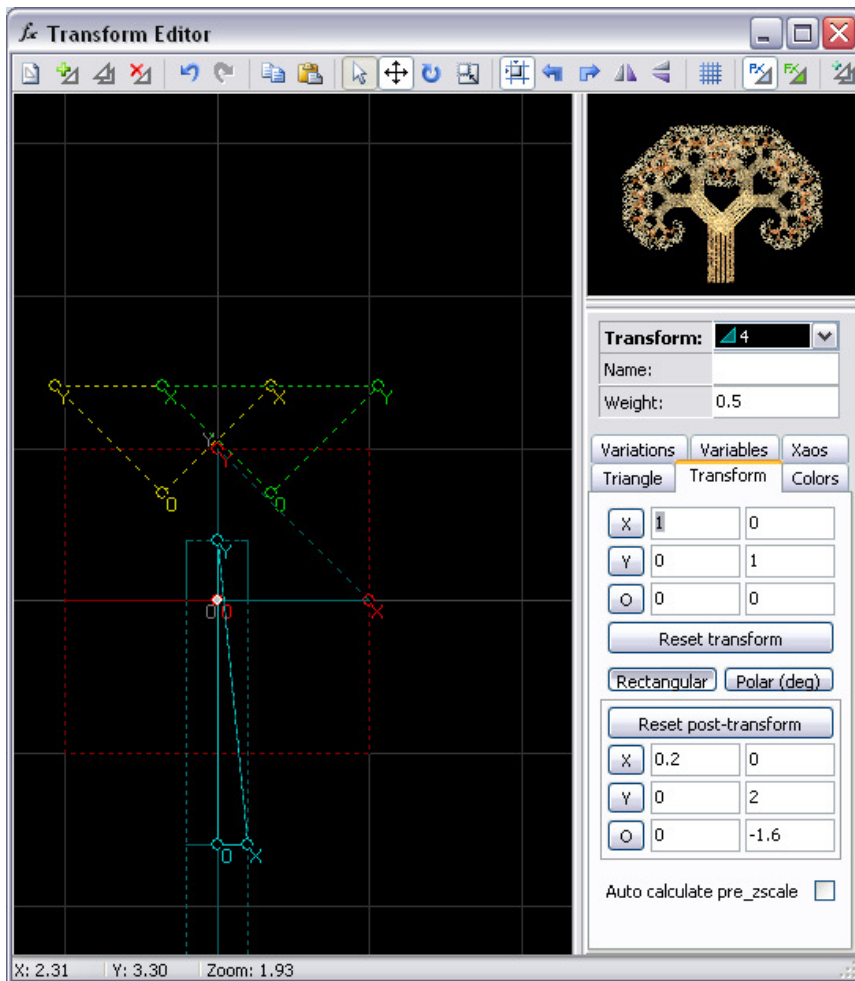 fx Transform Editor
Transform: 4
Name:
Weight: 0.5
Variations Variables Xaos
Triangle Transform Colors
X 1 0
Y 0 1
O 0 0
Reset transform
Rectangular Polar (deg)
Reset post-transform
X 0.2 0
Y 0 2
O 0 -1.6
Auto calculate pre_zscale
Y X X Y
Y Y
O O
Y
O O X
O X
X: 2.31 Y: 3.30 Zoom: 1.93